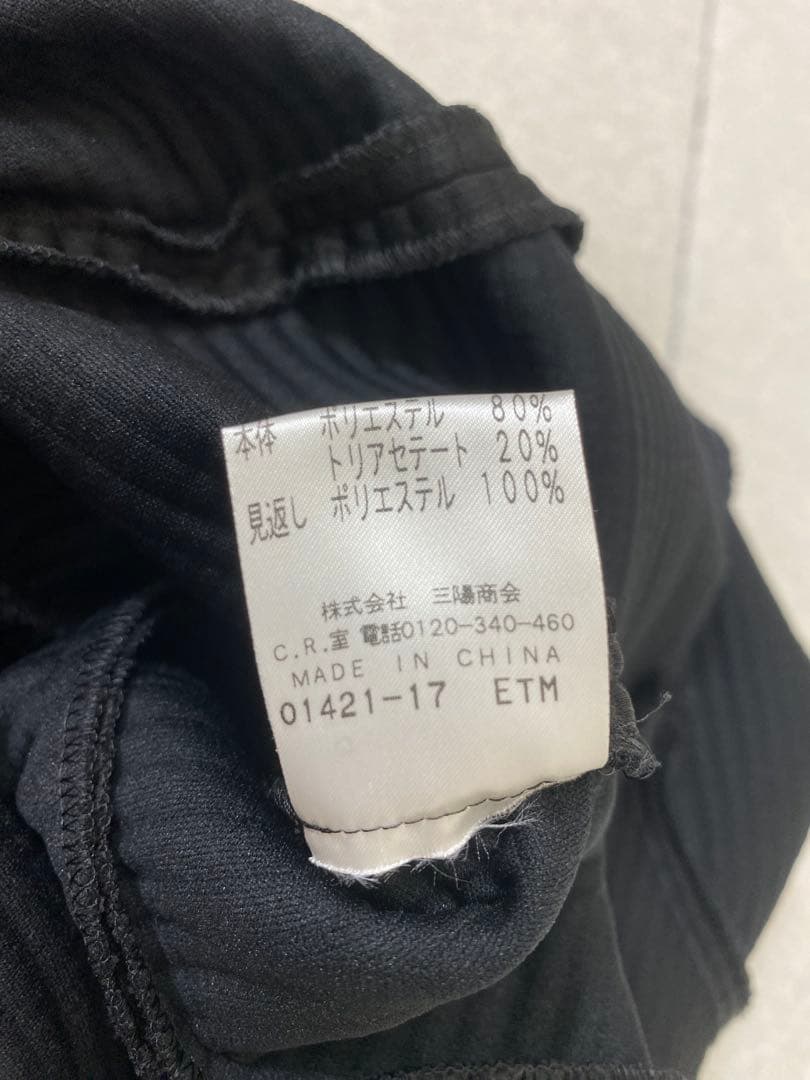 本体 ポリエステル 80%
トリアセテート 20%
見返し ポリエステル 100%
株式会社 三陽商会
C.R.室 電話0120-340-460
MADE IN CHINA
01421-17 ETM